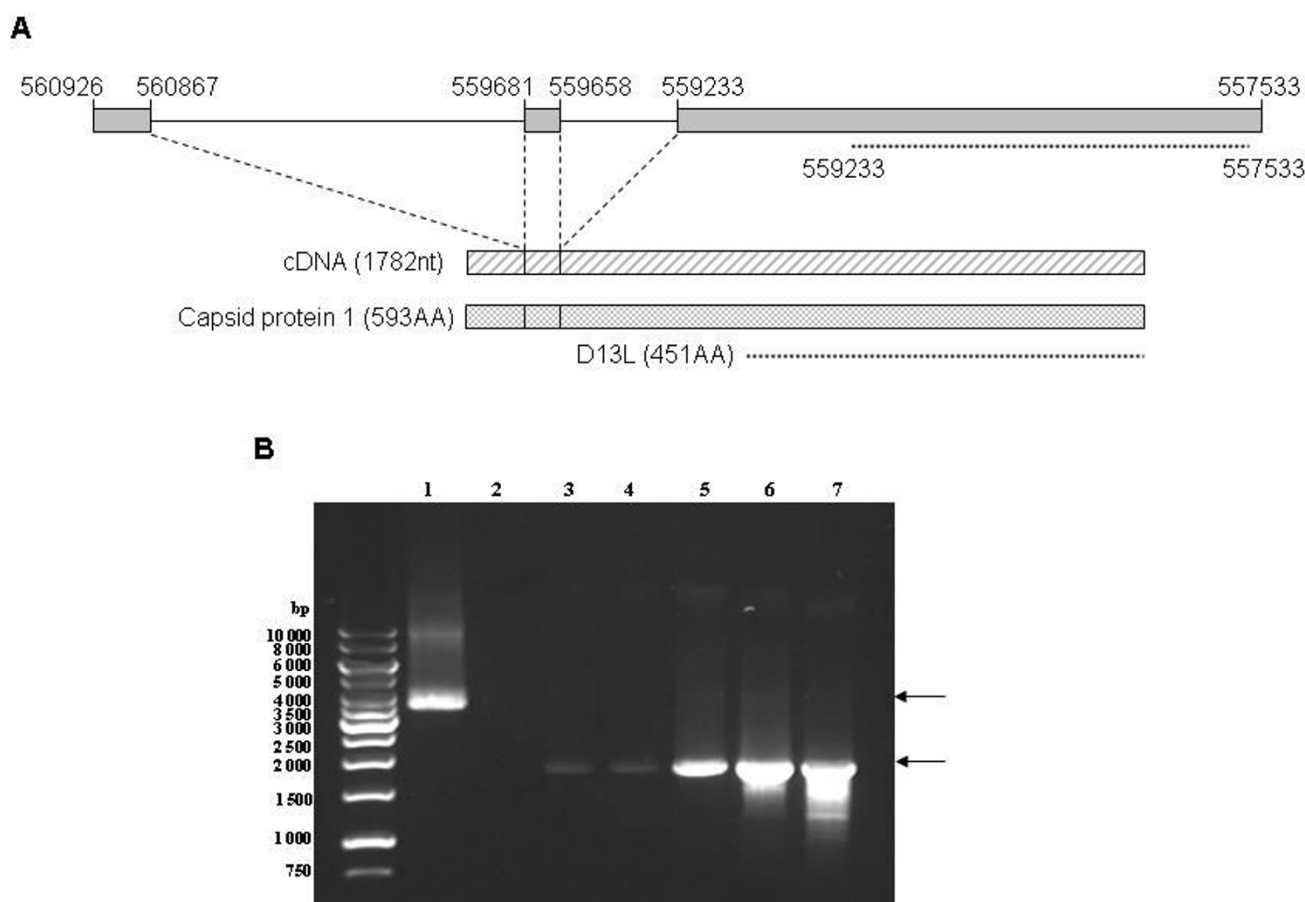 A
560926 560867 559681 559658 559233 557533
559233 557533
cDNA (1782nt)
Capsid protein 1 (593AA)
D13L (451AA)
B
1 2 3 4 5 6 7
bp
10 000
8 000
6 000
5 000
4 000
3 500
3 000
2 500
2 000
1 500
1 000
750